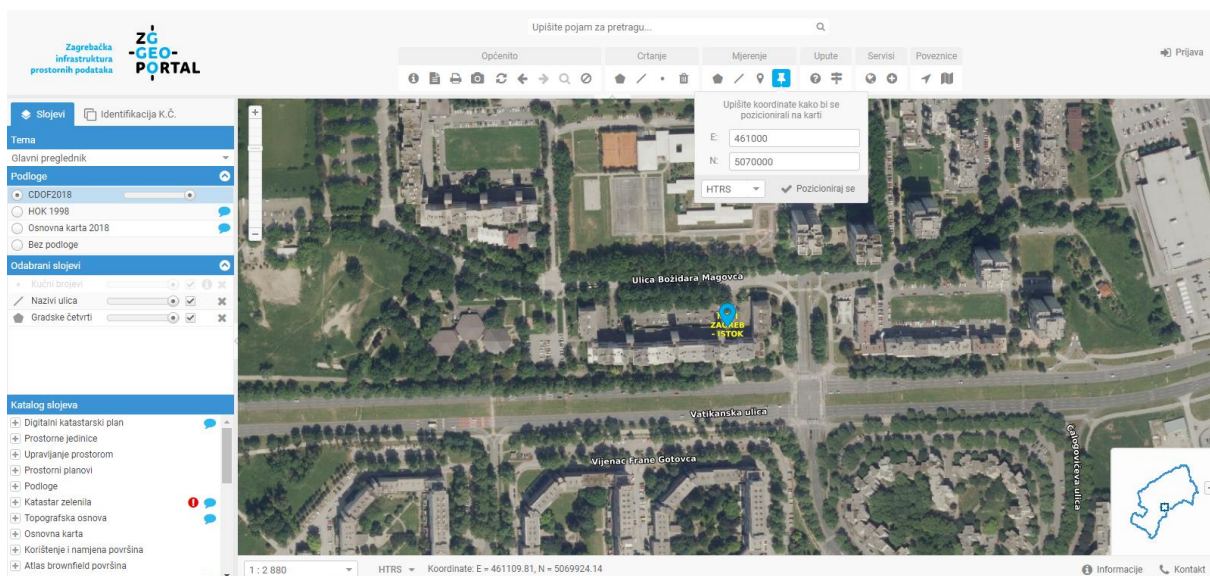 Zagrebačka
infrastruktura
prostornih podataka
ZG
-GEO-
PORTAL
Upišite pojam za pretragu...
Općenito
Crtanje
Mjerenje
Upute
Servisi
Poveznice
Prijava
Slojevi
Identifikacija K.Č.
Tema
Glavni preglednik
Podloge
CDOF2018
HOK 1998
Osnovna karta 2018
Bez podloge
Odabrani slojevi
Kućni brojevi
Nazivi ulica
Gradske četvrti
Katalog slojeva
Digitalni katastarski plan
Prostorne jedinice
Upravljanje prostorom
Prostorni planovi
Podloge
Katastar zelenila
Topografska osnova
Osnovna karta
Korištenje i namjena površina
Atlas brownfield površina
Upišite koordinate kako bi se
pozicionirali na karti
E: 461000
N: 5070000
HTRS
Pozicioniraj se
Ulica Božidara Magovca
ZAGREB
- ISTOK
Vatikanska ulica
Vijenac Frane Gotovca
Čalogovićeva ulica
1 : 2 880
HTRS
Koordinate: E = 461109.81, N = 5069924.14
Informacije
Kontakt